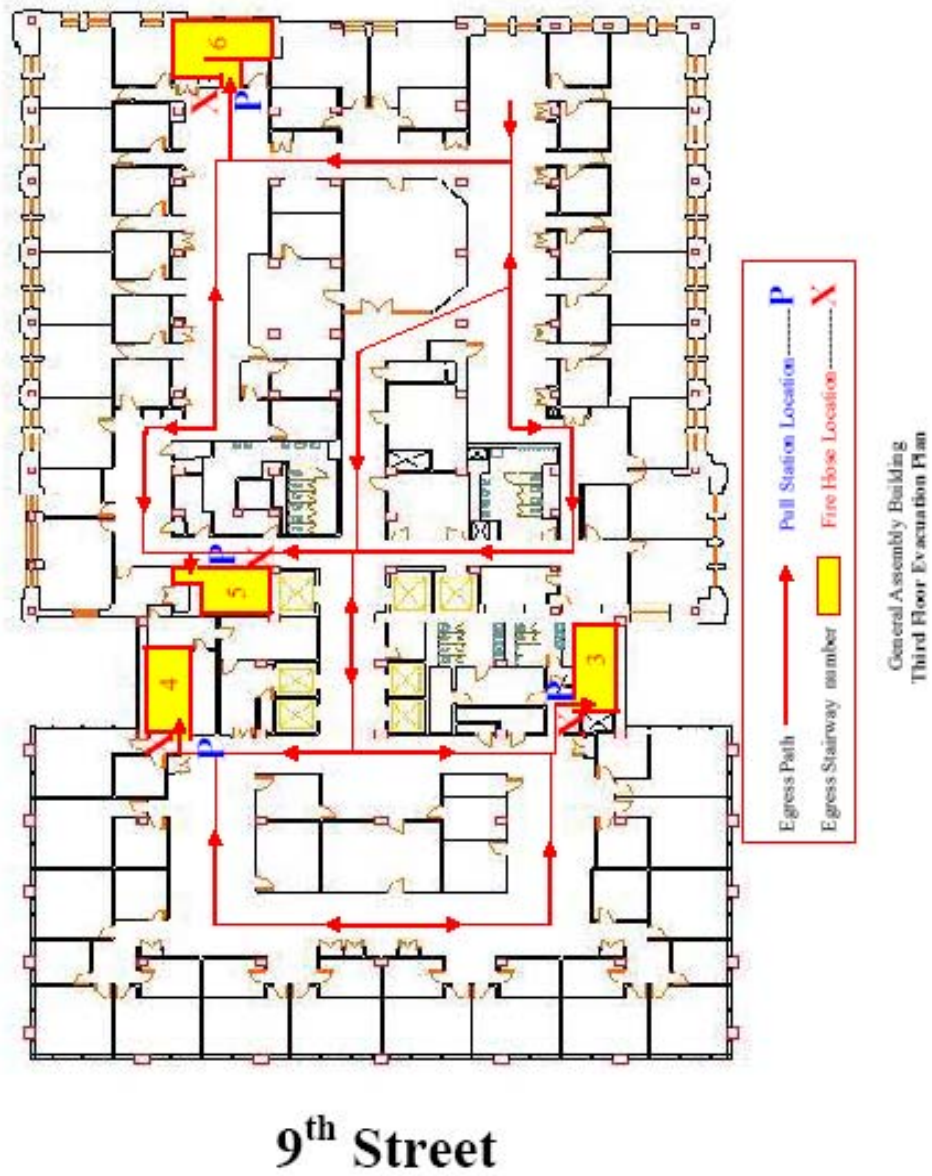 6
X P
P X
5
4
3
P
X
X
P
Egress Path Pull Station Location-------P
Egress Stairway number Fire Hose Location----------X
General Assembly Building
Third Floor Evacuation Plan
9th Street